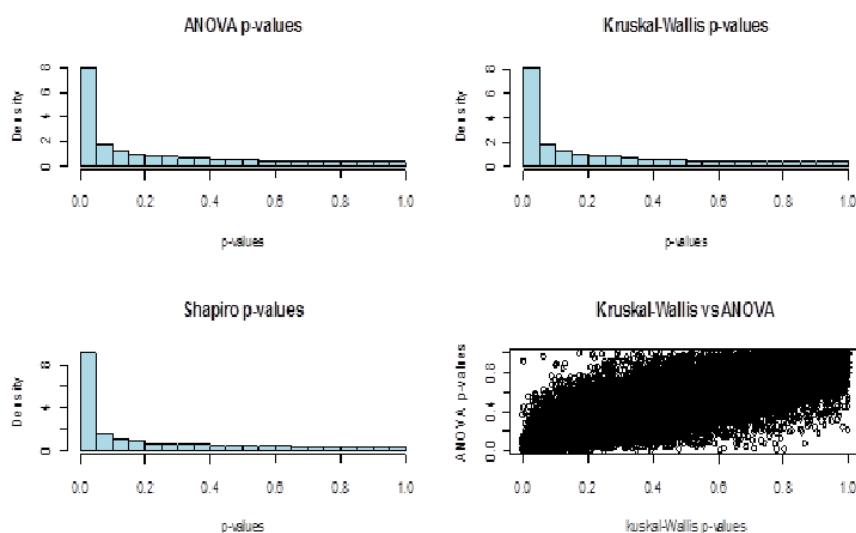 ANOVA p-values
Density
0 2 4 6 8
0.0 0.2 0.4 0.6 0.8 1.0
p-values
Kruskal-Wallis p-values
Density
0 2 4 6 8
0.0 0.2 0.4 0.6 0.8 1.0
p-values
Shapiro p-values
Density
0 4 8
0.0 0.2 0.4 0.6 0.8 1.0
p-values
Kruskal-Wallis vs ANOVA
ANOVA p-values
0.0 0.4 0.8
0.0 0.2 0.4 0.6 0.8 1.0
kuskal-Wallis p-values